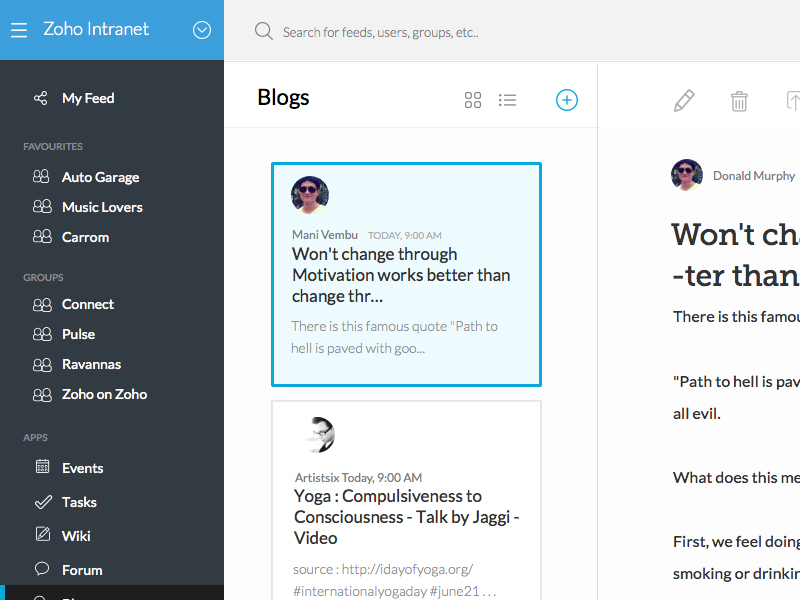 Zoho Intranet
Search for feeds, users, groups, etc..
My Feed
FAVOURITES
Auto Garage
Music Lovers
Carrom
GROUPS
Connect
Pulse
Ravannas
Zoho on Zoho
APPS
Events
Tasks
Wiki
Forum
Blogs
Mani Vembu TODAY, 9:00 AM
Won't change through
Motivation works better than
change thr...
There is this famous quote "Path to
hell is paved with goo...
Artistsix Today, 9:00 AM
Yoga : Compulsiveness to
Consciousness - Talk by Jaggi -
Video
source : http://idayofyoga.org/
#internationalyogaday #june21 . . .
Donald Murphy
Won't cha
-ter than
There is this famou
"Path to hell is pav
all evil.
What does this me
First, we feel doing
smoking or drinkin